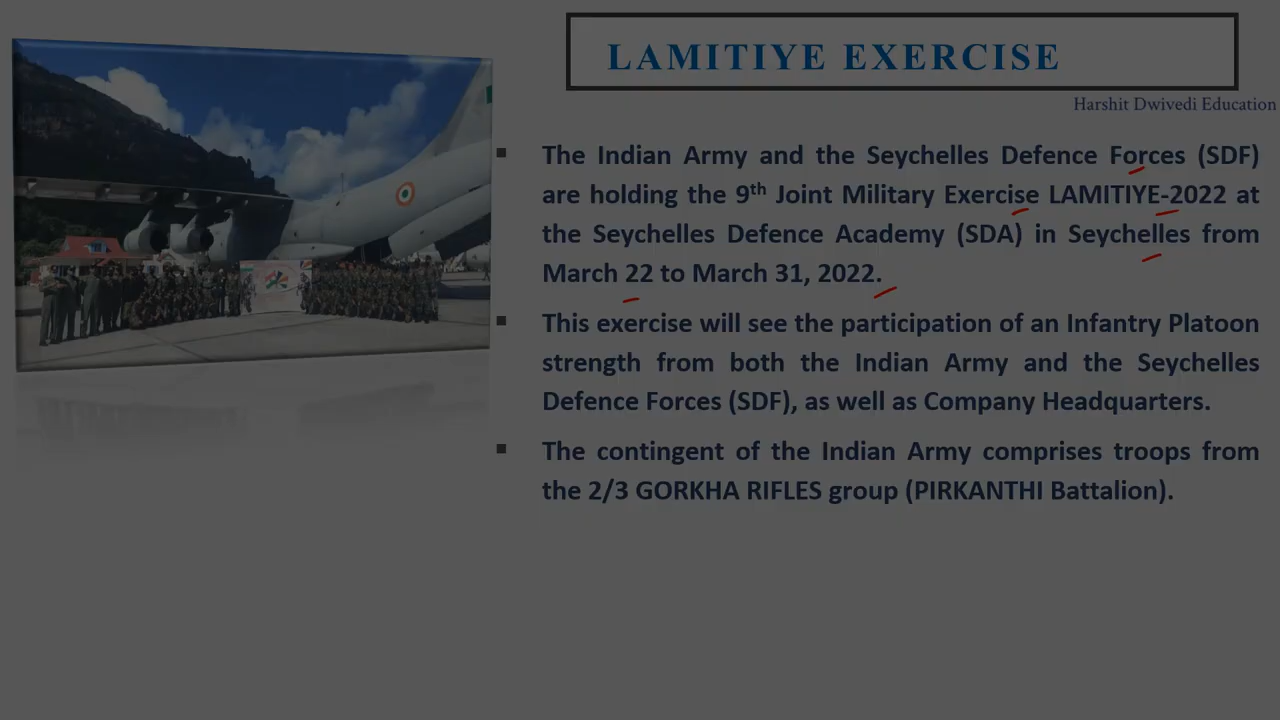 LAMITIYE EXERCISE
Harshit Dwivedi Education
▪ The Indian Army and the Seychelles Defence Forces (SDF)
are holding the 9th Joint Military Exercise LAMITIYE-2022 at
the Seychelles Defence Academy (SDA) in Seychelles from
March 22 to March 31, 2022.
▪ This exercise will see the participation of an Infantry Platoon
strength from both the Indian Army and the Seychelles
Defence Forces (SDF), as well as Company Headquarters.
▪ The contingent of the Indian Army comprises troops from
the 2/3 GORKHA RIFLES group (PIRKANTHI Battalion).